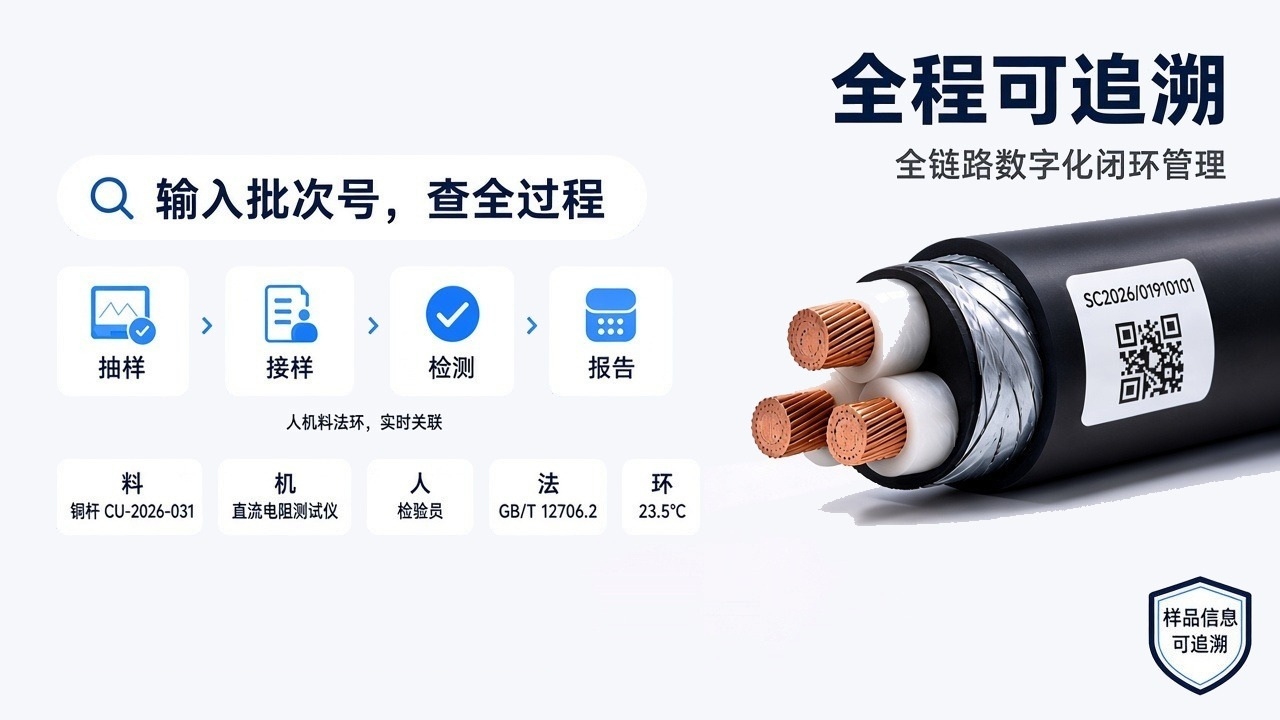 全程可追溯
全链路数字化闭环管理
输入批次号，查全过程
抽样
接样
检测
报告
人机料法环，实时关联
料
铜杆 CU-2026-031
机
直流电阻测试仪
人
检验员
法
GB/T 12706.2
环
23.5°C
SC2026/01910101
样品信息
可追溯